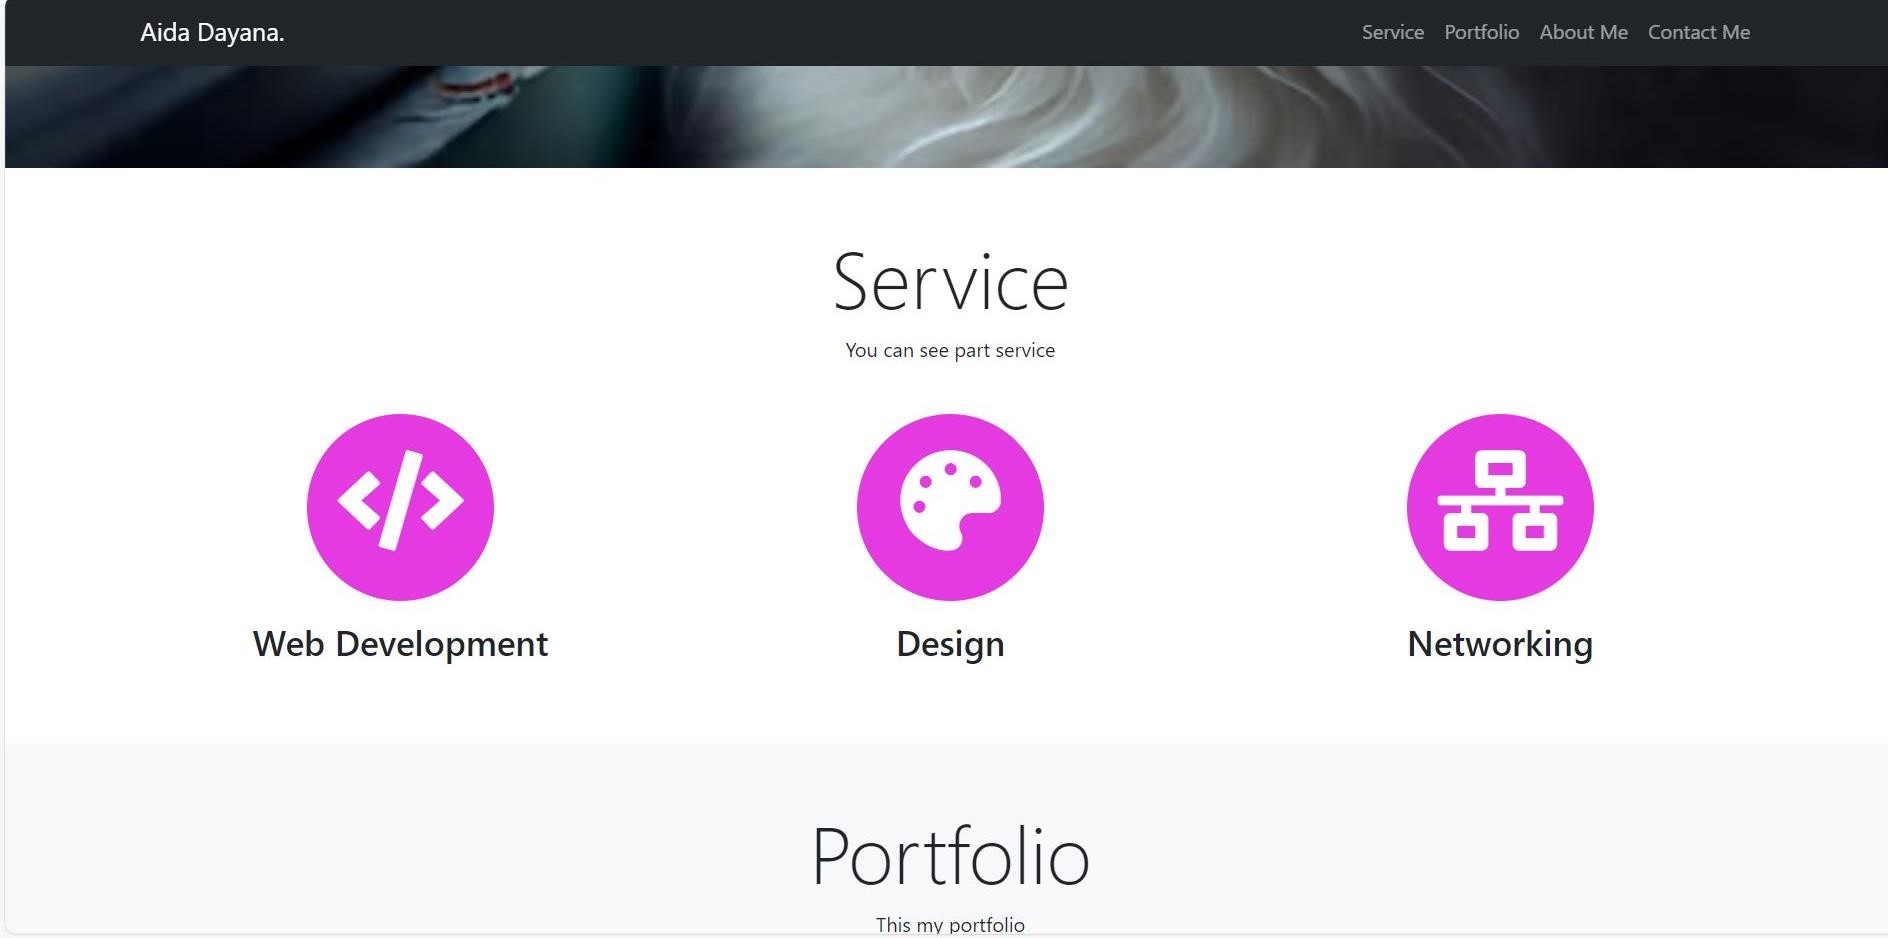 Aida Dayana.
Service Portfolio About Me Contact Me
Service
You can see part service
Web Development
Design
Networking
Portfolio
This my portfolio